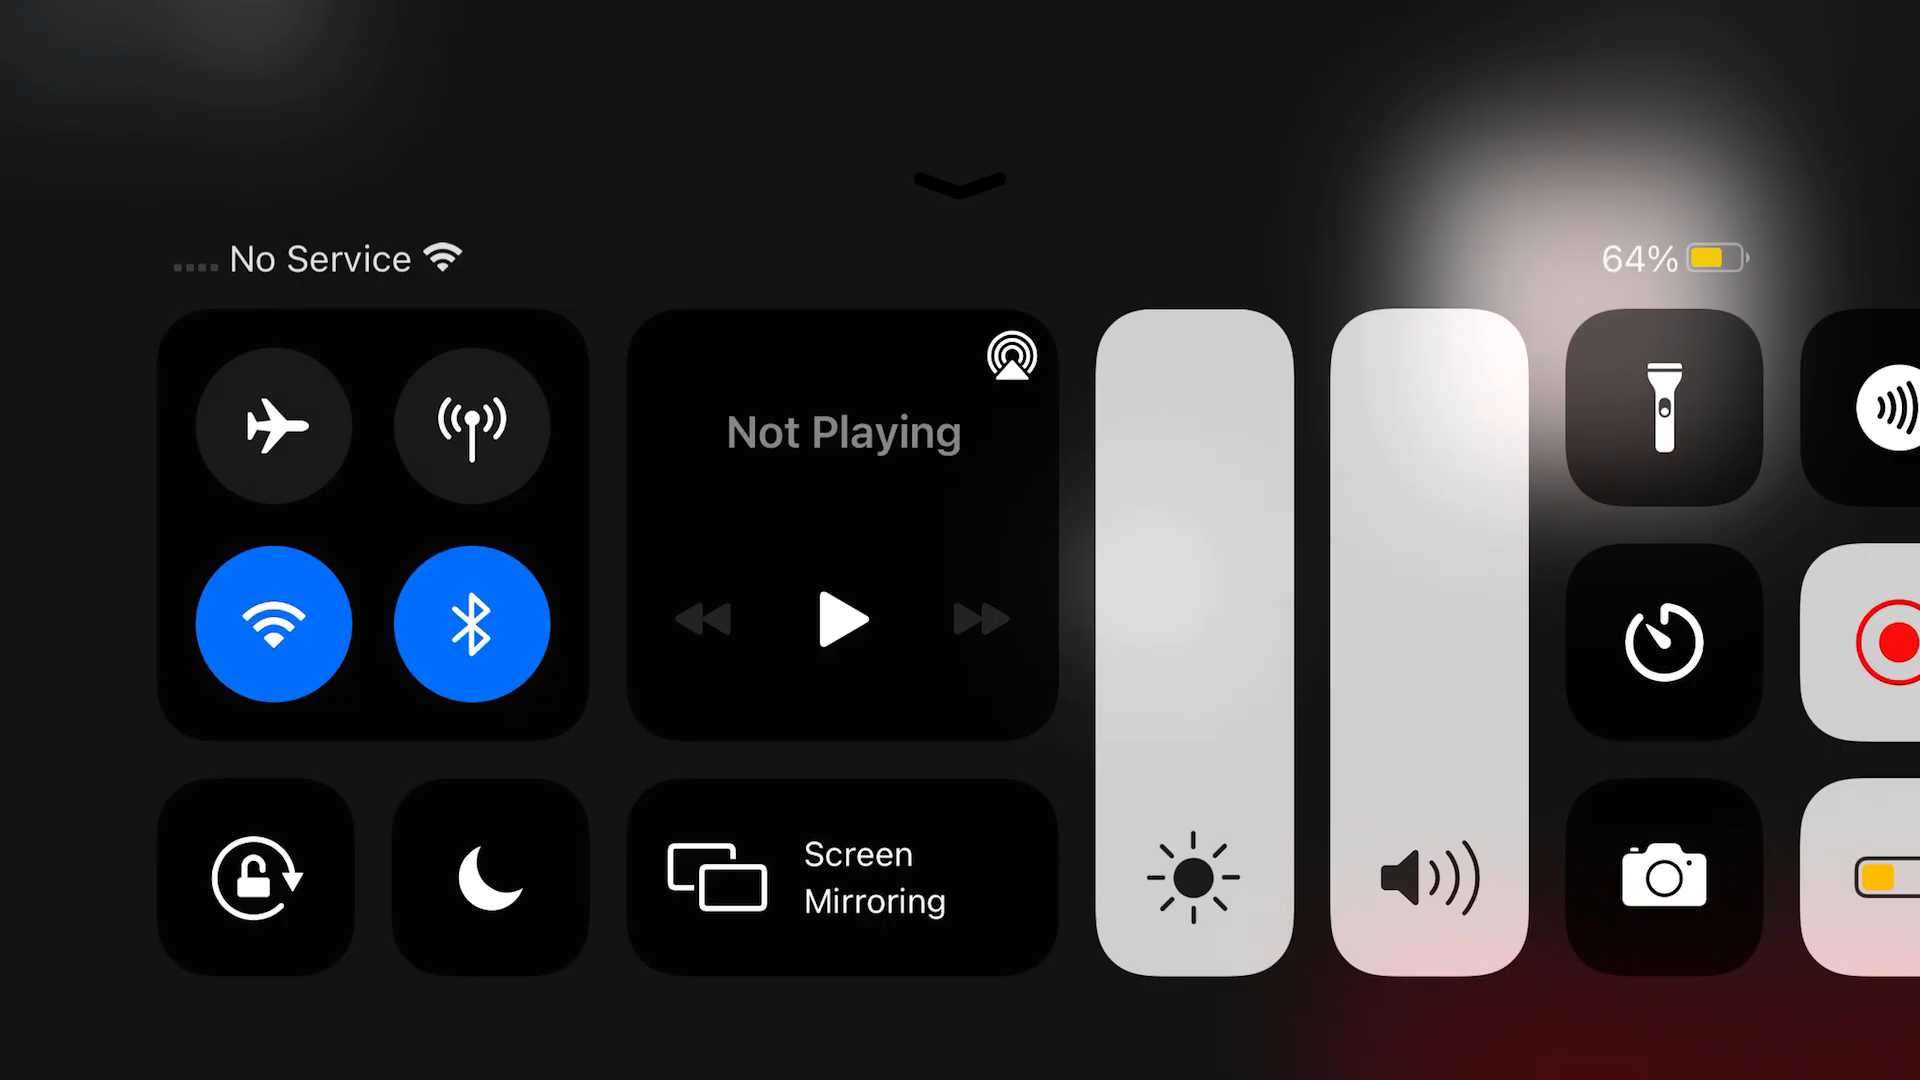 No Service
64%
Not Playing
Screen
Mirroring